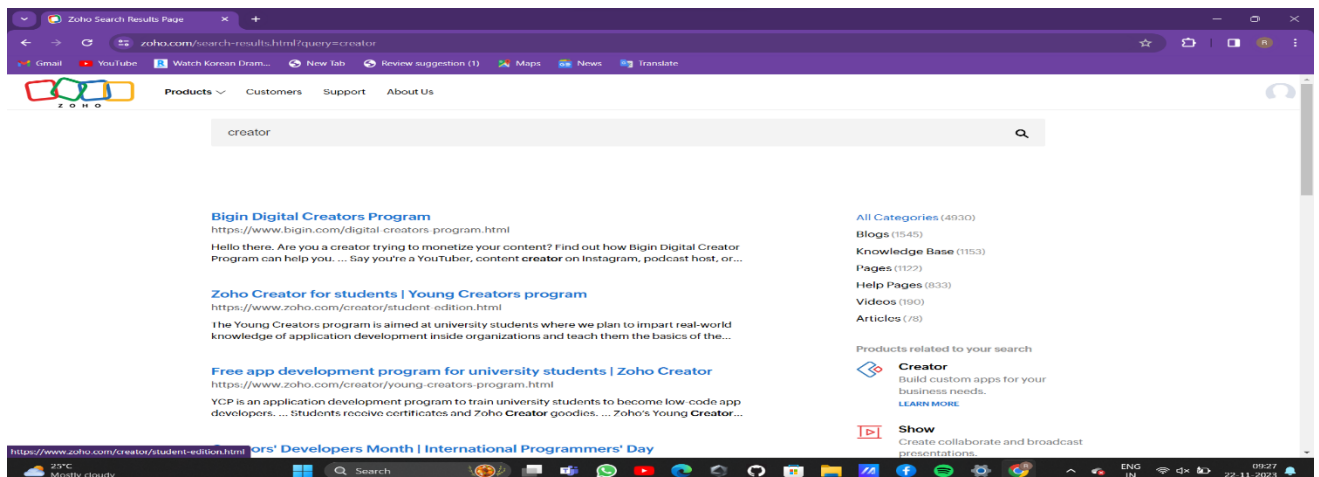 Zoho Search Results Page
zoho.com/search-results.html?query=creator
R
Gmail YouTube Watch Korean Dram... New Tab Review suggestion (1) Maps News Translate
ZOHO
Products Customers Support About Us
creator
Bigin Digital Creators Program
https://www.bigin.com/digital-creators-program.html
Hello there. Are you a creator trying to monetize your content? Find out how Bigin Digital Creator
Program can help you. ... Say you're a YouTuber, content creator on Instagram, podcast host, or...
Zoho Creator for students | Young Creators program
https://www.zoho.com/creator/student-edition.html
The Young Creators program is aimed at university students where we plan to impart real-world
knowledge of application development inside organizations and teach them the basics of the...
Free app development program for university students | Zoho Creator
https://www.zoho.com/creator/young-creators-program.html
YCP is an application development program to train university students to become low-code app
developers. ... Students receive certificates and Zoho Creator goodies. ... Zoho's Young Creator...
ors' Developers Month | International Programmers' Day
All Categories (4930)
Blogs (1545)
Knowledge Base (1153)
Pages (1122)
Help Pages (833)
Videos (190)
Articles (78)
Products related to your search
Creator
Build custom apps for your
business needs.
LEARN MORE
Show
Create collaborate and broadcast
presentations.
https://www.zoho.com/creator/student-edition.html
25°C
Mostly cloudy
Search
ENG
IN
09:27
22-11-2023